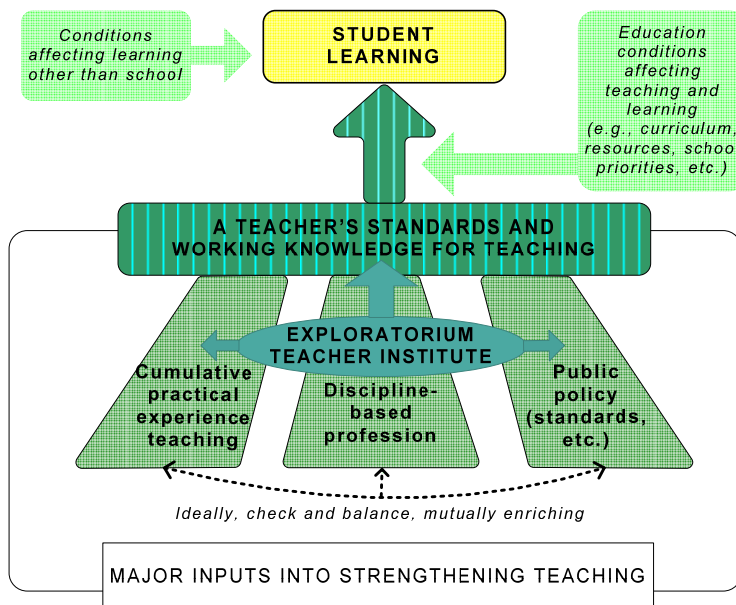 Conditions
affecting learning
other than school
STUDENT
LEARNING
Education
conditions
affecting
teaching and
learning
(e.g., curriculum,
resources, school
priorities, etc.)
A TEACHER'S STANDARDS AND
WORKING KNOWLEDGE FOR TEACHING
EXPLORATORIUM
TEACHER INSTITUTE
Cumulative
practical
experience
teaching
Discipline-
based
profession
Public
policy
(standards,
etc.)
Ideally, check and balance, mutually enriching
MAJOR INPUTS INTO STRENGTHENING TEACHING